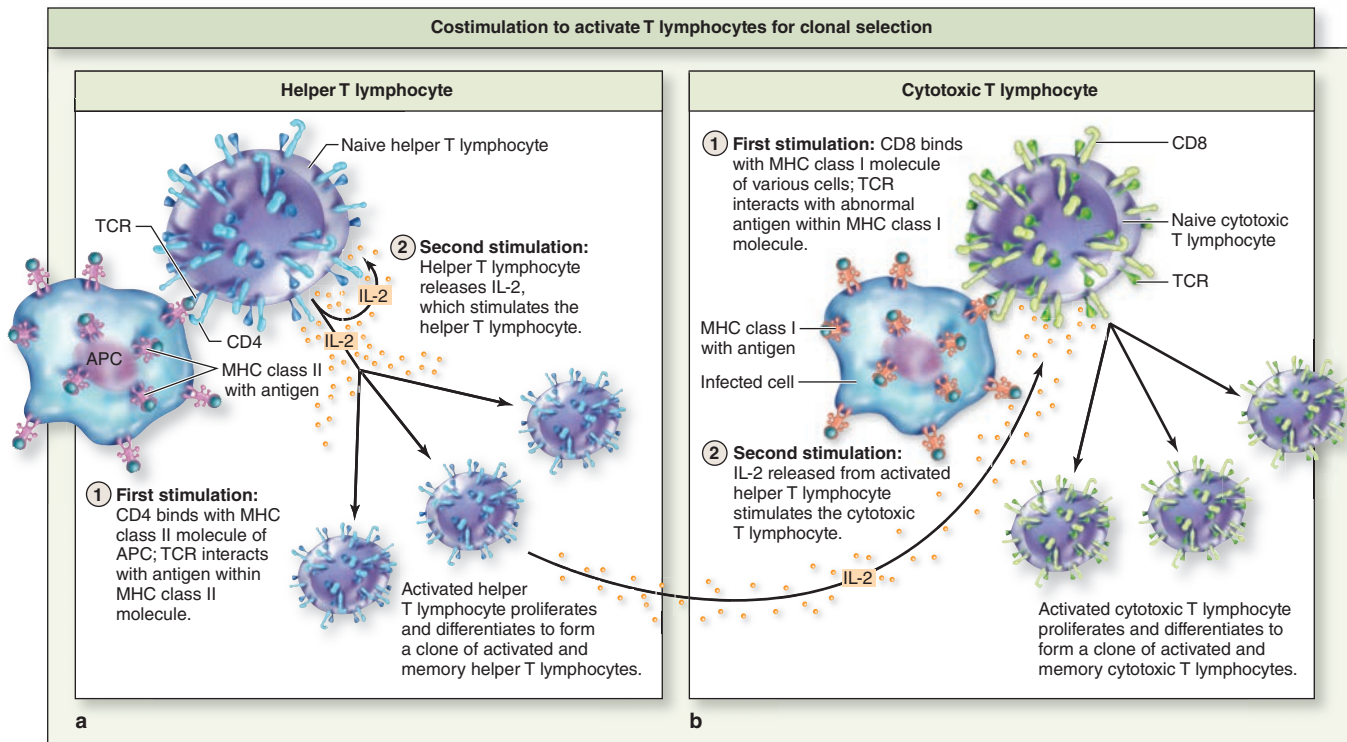 Costimulation to activate T lymphocytes for clonal selection
Helper T lymphocyte
Naive helper T lymphocyte
TCR
2 Second stimulation:
Helper T lymphocyte
releases IL-2,
which stimulates the
helper T lymphocyte.
IL-2
IL-2
CD4
APC
MHC class II
with antigen
1 First stimulation:
CD4 binds with MHC
class II molecule of
APC; TCR interacts
with antigen within
MHC class II
molecule.
Activated helper
T lymphocyte proliferates
and differentiates to form
a clone of activated and
memory helper T lymphocytes.
a
Cytotoxic T lymphocyte
1 First stimulation: CD8 binds
with MHC class I molecule
of various cells; TCR
interacts with abnormal
antigen within MHC class I
molecule.
CD8
Naive cytotoxic
T lymphocyte
TCR
MHC class I
with antigen
Infected cell
2 Second stimulation:
IL-2 released from activated
helper T lymphocyte
stimulates the cytotoxic
T lymphocyte.
IL-2
Activated cytotoxic T lymphocyte
proliferates and differentiates to
form a clone of activated and
memory cytotoxic T lymphocytes.
b